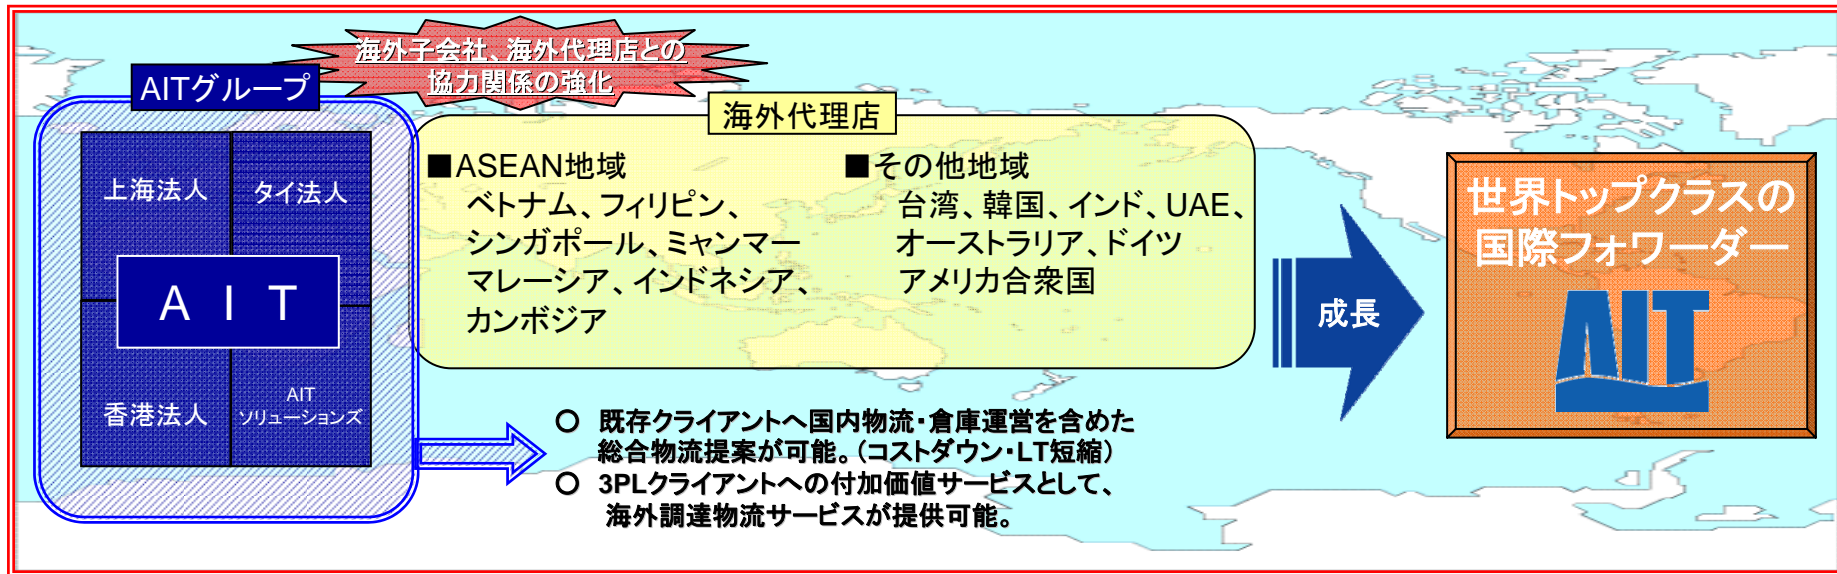 海外子会社、海外代理店との
協力関係の強化
AITグループ
上海法人
タイ法人
ＡＩＴ
香港法人
AIT
ソリューションズ
海外代理店
■ASEAN地域
ベトナム、フィリピン、
シンガポール、ミャンマー
マレーシア、インドネシア、
カンボジア
■その他地域
台湾、韓国、インド、UAE、
オーストラリア、ドイツ
アメリカ合衆国
○ 既存クライアントへ国内物流・倉庫運営を含めた
総合物流提案が可能。（コストダウン・LT短縮）
○ 3PLクライアントへの付加価値サービスとして、
海外調達物流サービスが提供可能。
成長
世界トップクラスの
国際フォワーダー
AIT